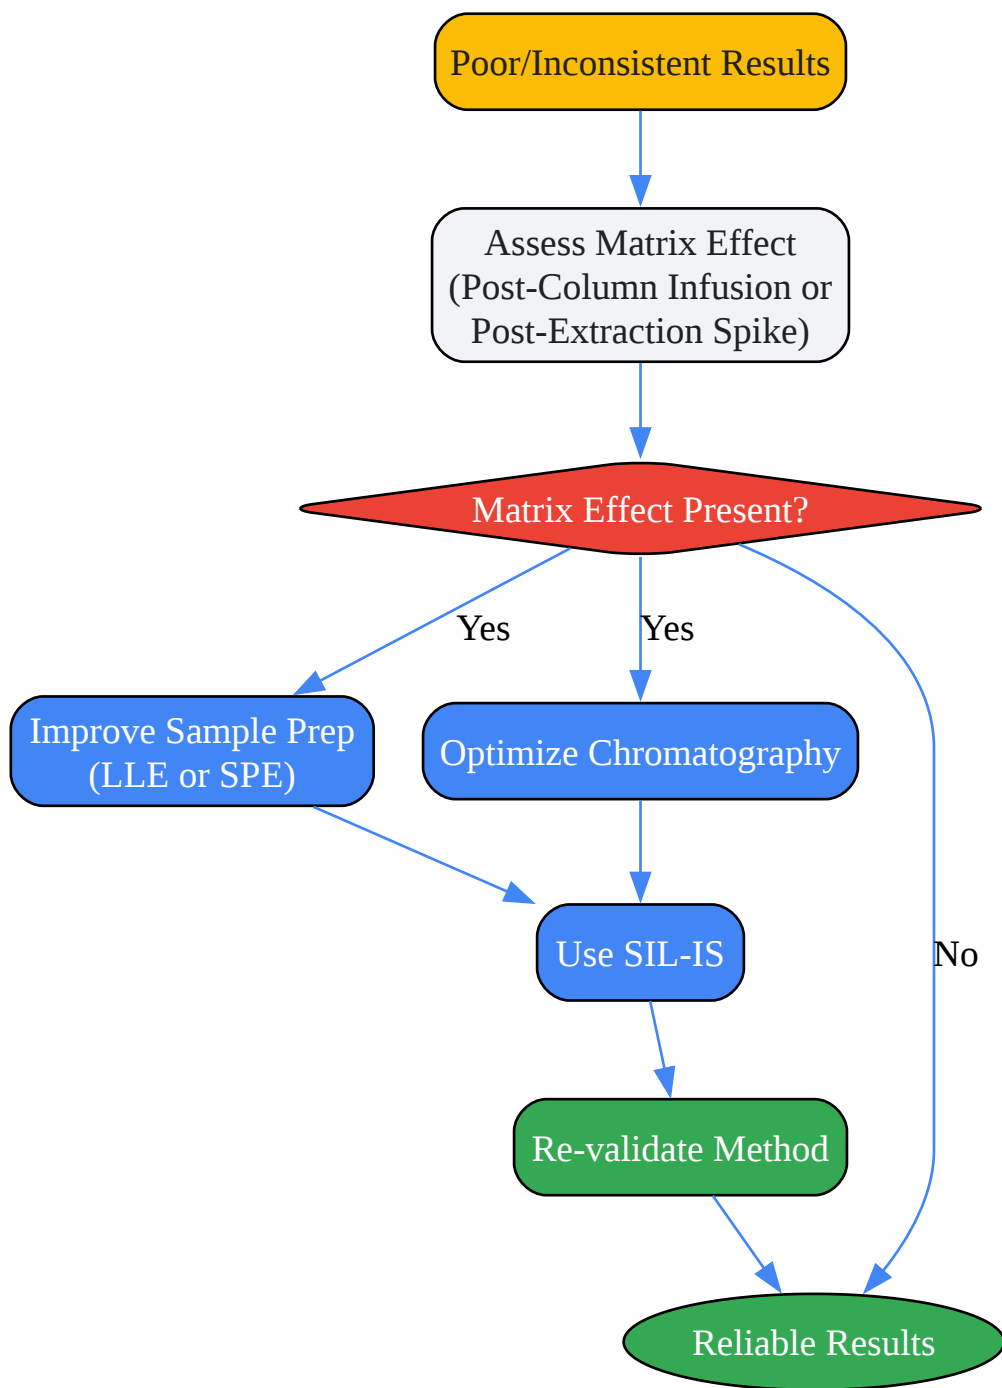 Poor/Inconsistent Results
Assess Matrix Effect
(Post-Column Infusion or
Post-Extraction Spike)
Matrix Effect Present?
Yes
Yes
Improve Sample Prep
(LLE or SPE)
Optimize Chromatography
Use SIL-IS
No
Re-validate Method
Reliable Results